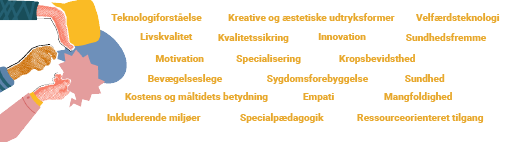 Teknologiforståelse Kreative og æstetiske udtryksformer Velfærdsteknologi
Livskvalitet Kvalitetssikring Innovation Sundhedsfremme
Motivation Specialisering Kropsbevidsthed
Bevægelseslege Sygdomsforebyggelse Sundhed
Kostens og måltidets betydning Empati Mangfoldighed
Inkluderende miljøer Specialpædagogik Ressourceorienteret tilgang